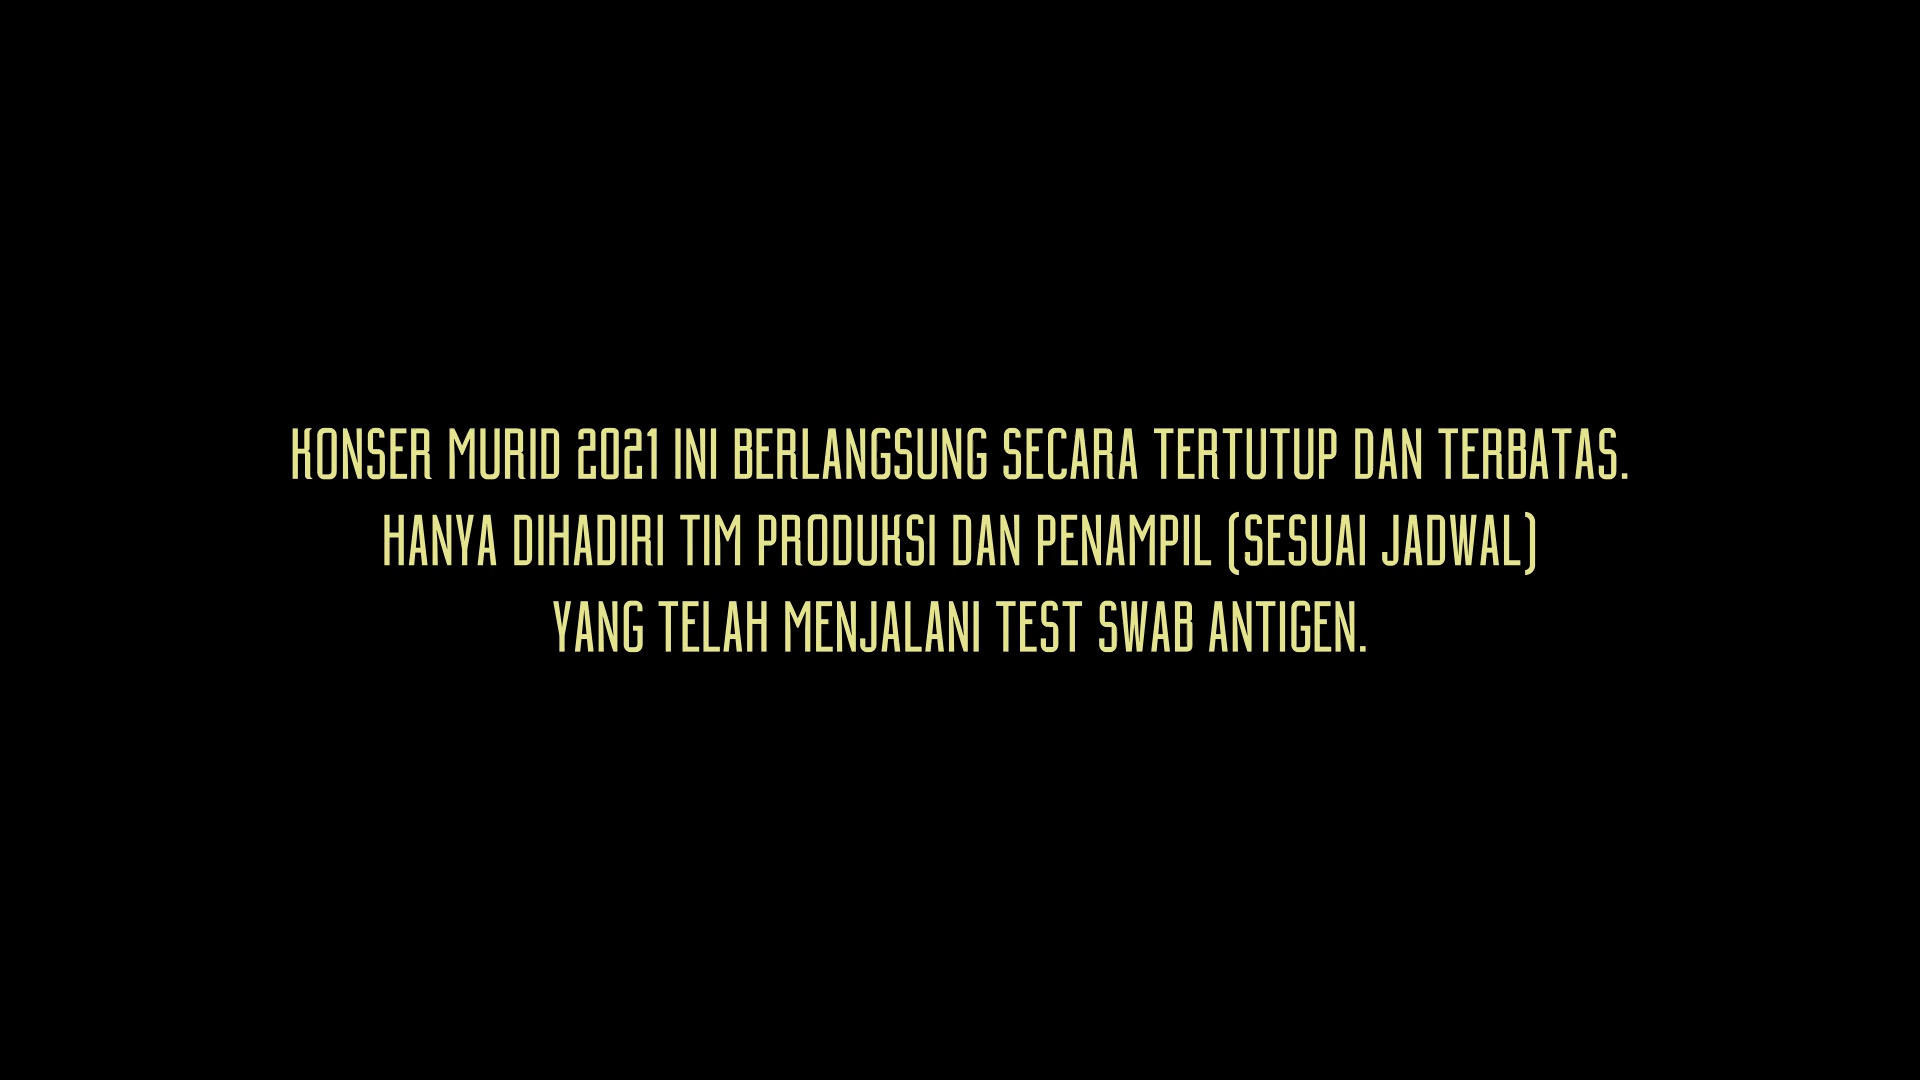 KONSER MURID 2021 INI BERLANGSUNG SECARA TERTUTUP DAN TERBATAS.
HANYA DIHADIRI TIM PRODUKSI DAN PENAMPIL (SESUAI JADWAL)
YANG TELAH MENJALANI TEST SWAB ANTIGEN.